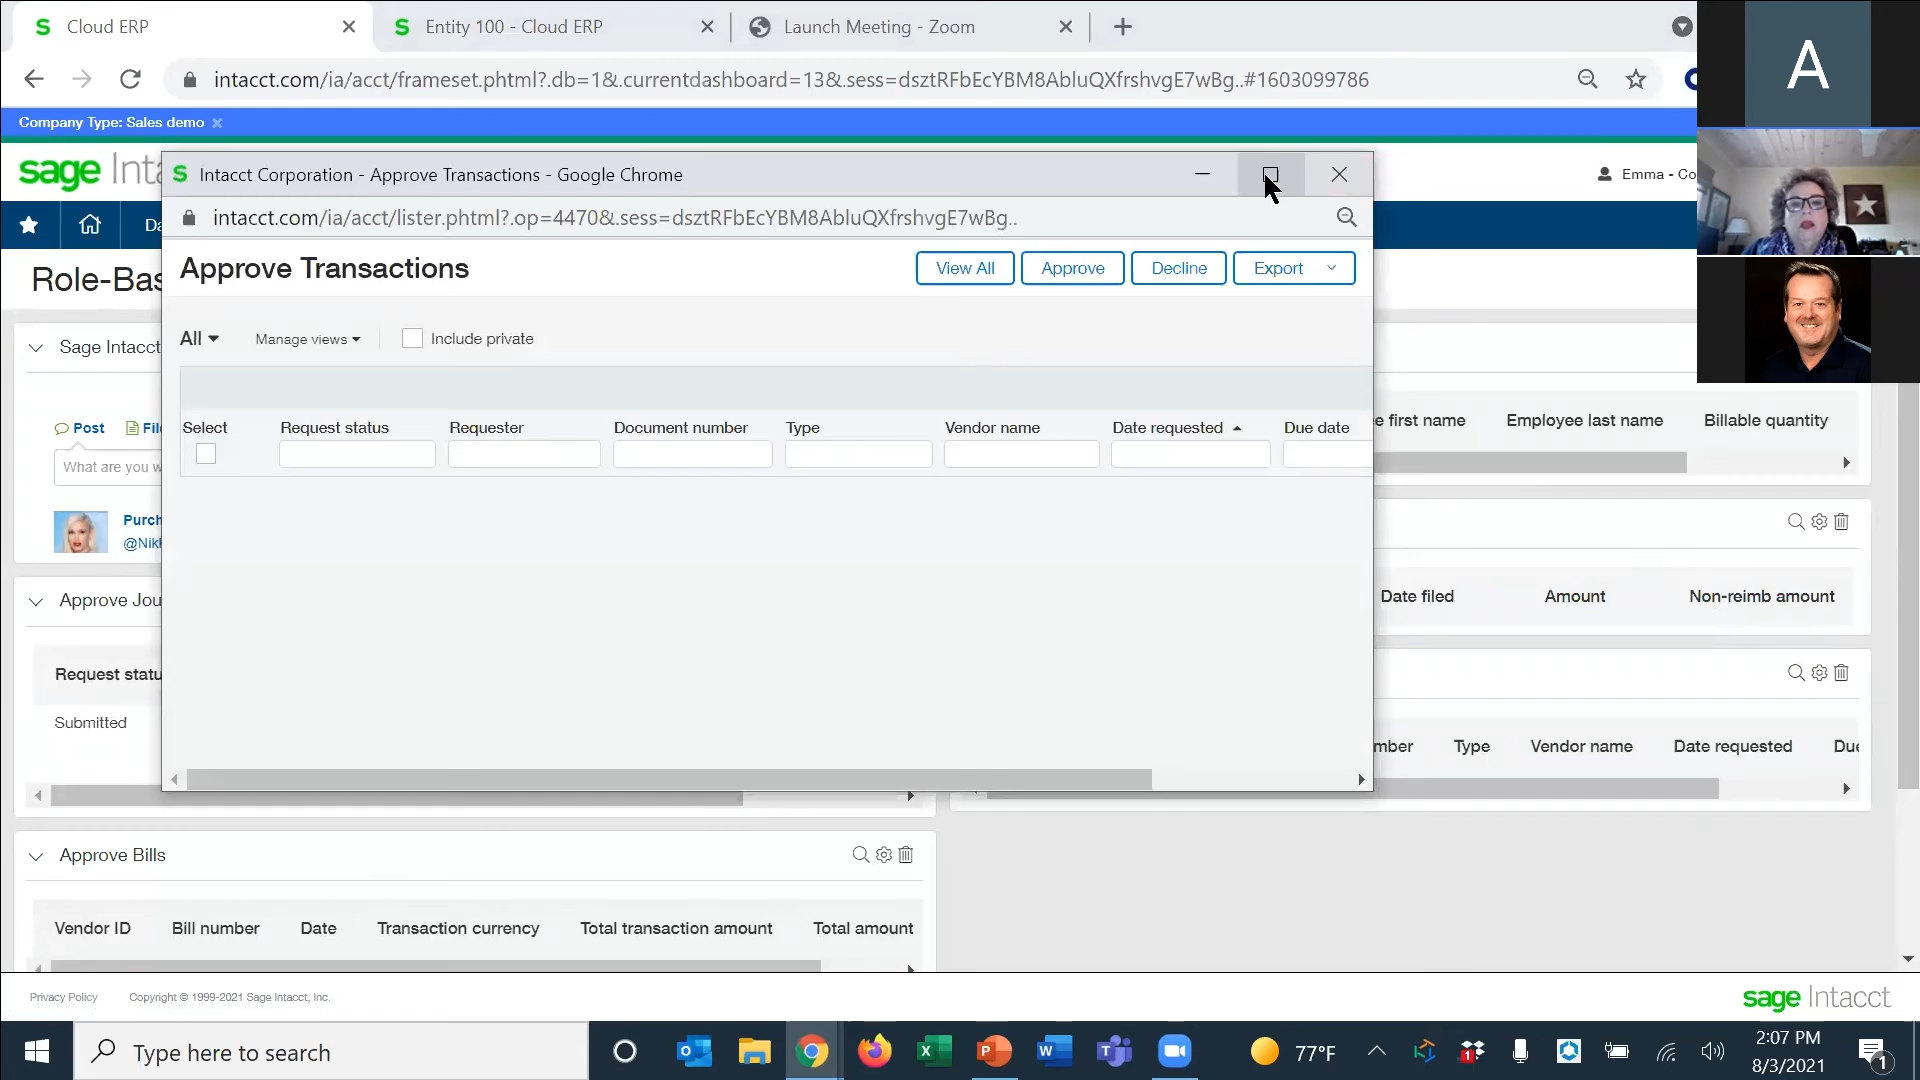 Cloud ERP
Entity 100 - Cloud ERP
Launch Meeting - Zoom
intacct.com/ia/acct/frameset.phtml?.db=1&.currentdashboard=13&.sess=dsztRFbEcYBM8AbluQXfrshvgE7wBg..#1603099786
A
Company Type: Sales demo
sage Inta
Emma - Co
Intacct Corporation - Approve Transactions - Google Chrome
intacct.com/ia/acct/lister.phtml?.op=4470&.sess=dsztRFbEcYBM8AbluQXfrshvgE7wBg..
Da
Role-Bas
Approve Transactions
View All
Approve
Decline
Export
All
Manage views
Include private
Sage Intacct
Post
File
What are you w
Select
Request status
Requester
Document number
Type
Vendor name
Date requested
Due date
e first name
Employee last name
Billable quantity
Purch
@Nikk
Approve Jou
Request statu
Submitted
Date filed
Amount
Non-reimb amount
mber
Type
Vendor name
Date requested
Due
Approve Bills
Vendor ID
Bill number
Date
Transaction currency
Total transaction amount
Total amount
Privacy Policy
Copyright © 1999-2021 Sage Intacct, Inc.
sage Intacct
Type here to search
77°F
1
2:07 PM
8/3/2021
1